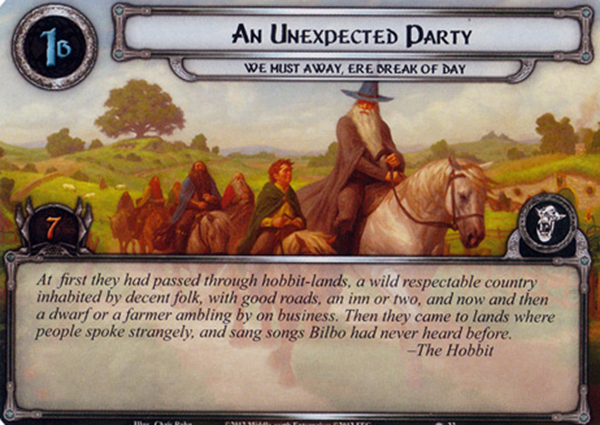 1B
AN UNEXPECTED PARTY
WE MUST AWAY, ERE BREAK OF DAY
7
At first they had passed through hobbit-lands, a wild respectable country
inhabited by decent folk, with good roads, an inn or two, and now and then
a dwarf or a farmer ambling by on business. Then they came to lands where
people spoke strangely, and sang songs Bilbo had never heard before.
–The Hobbit